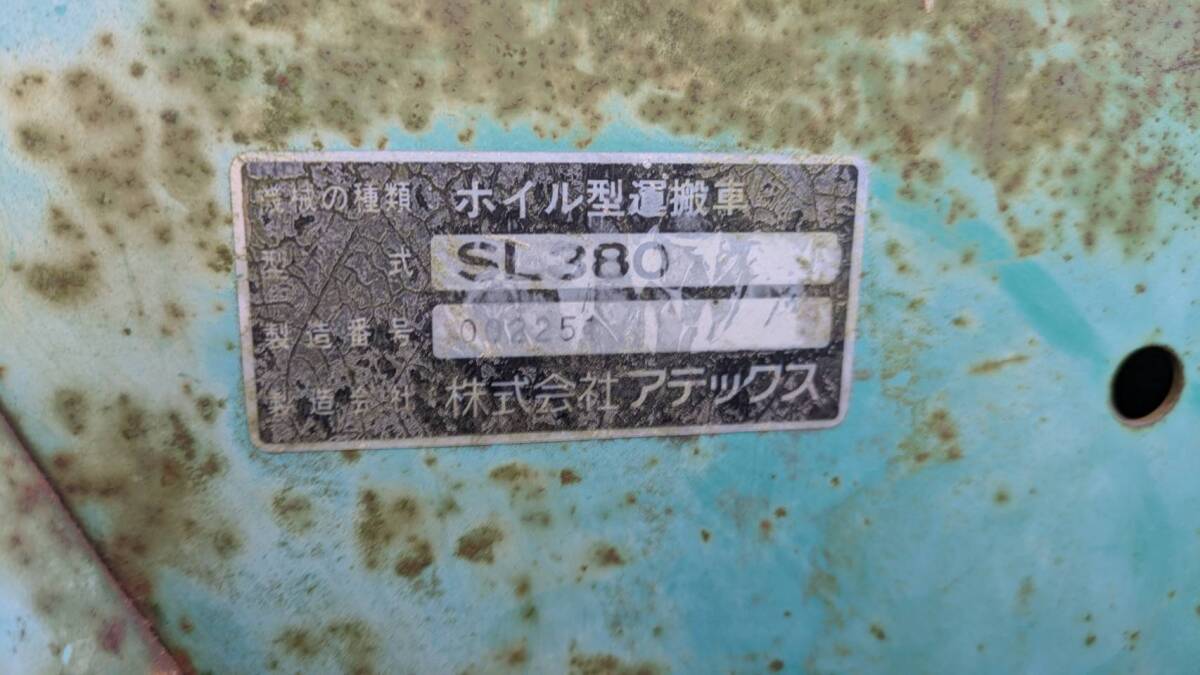 機械の種類 ホイル型運搬車
型式 SL380
製造番号 002251
製造会社 株式会社アテックス